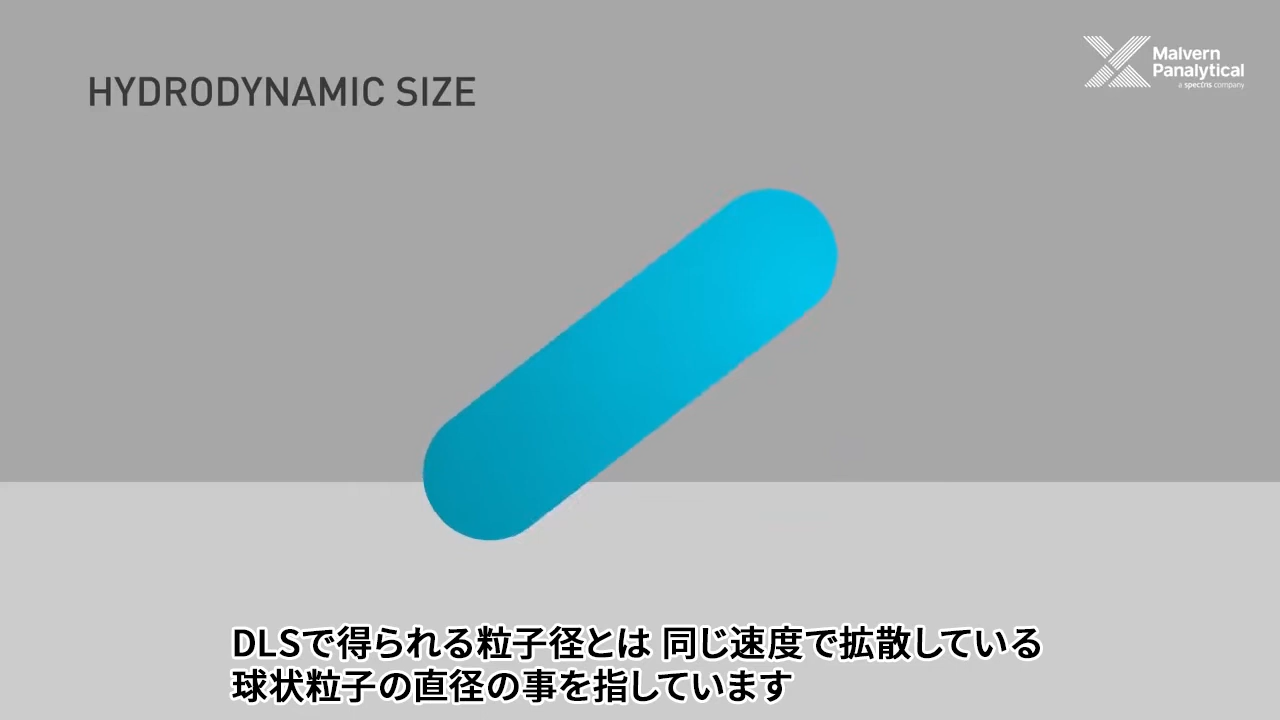 HYDRODYNAMIC SIZE
Malvern
Panalytical
a spectris company
DLSで得られる粒子径とは 同じ速度で拡散している
球状粒子の直径の事を指しています